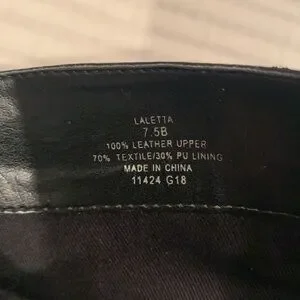 LALETTA
7.5B
100% LEATHER UPPER
70% TEXTILE/30% PU LINING
MADE IN CHINA
11424 G18